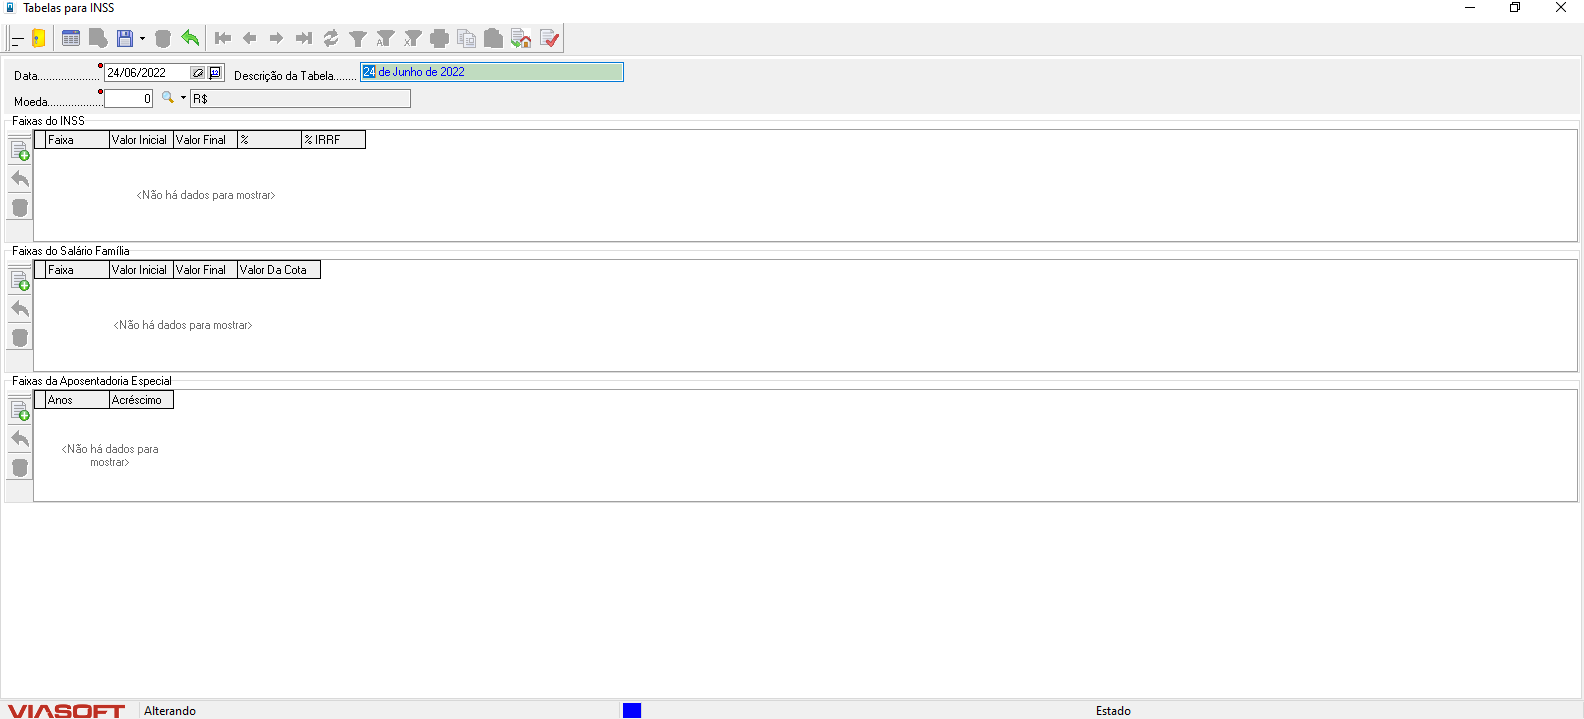 Tabelas para INSS
Data.................... 24/06/2022 12 Descrição da Tabela....... 24 de Junho de 2022
Moeda.................. 0 R$
Faixas do INSS
Faixa Valor Inicial Valor Final % % IRRF
<Não há dados para mostrar>
Faixas do Salário Família
Faixa Valor Inicial Valor Final Valor Da Cota
<Não há dados para mostrar>
Faixas da Aposentadoria Especial
Anos Acréscimo
<Não há dados para
mostrar>
VIASOFT Alterando Estado